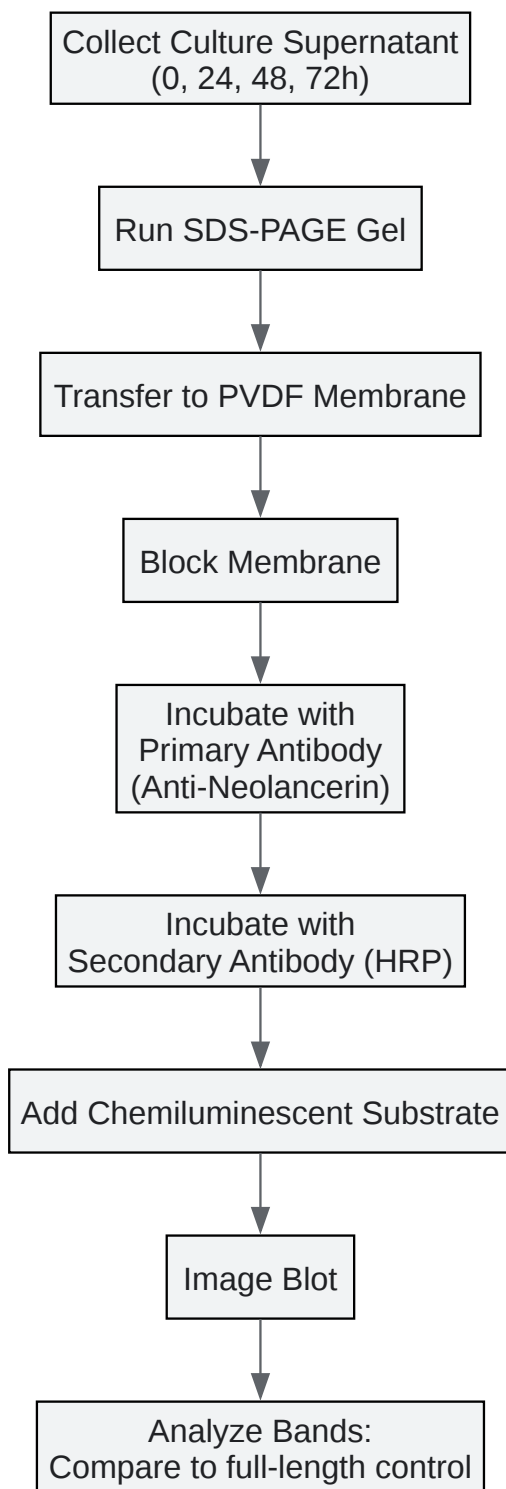 Collect Culture Supernatant
(0, 24, 48, 72h)
Run SDS-PAGE Gel
Transfer to PVDF Membrane
Block Membrane
Incubate with
Primary Antibody
(Anti-Neolancerin)
Incubate with
Secondary Antibody (HRP)
Add Chemiluminescent Substrate
Image Blot
Analyze Bands:
Compare to full-length control